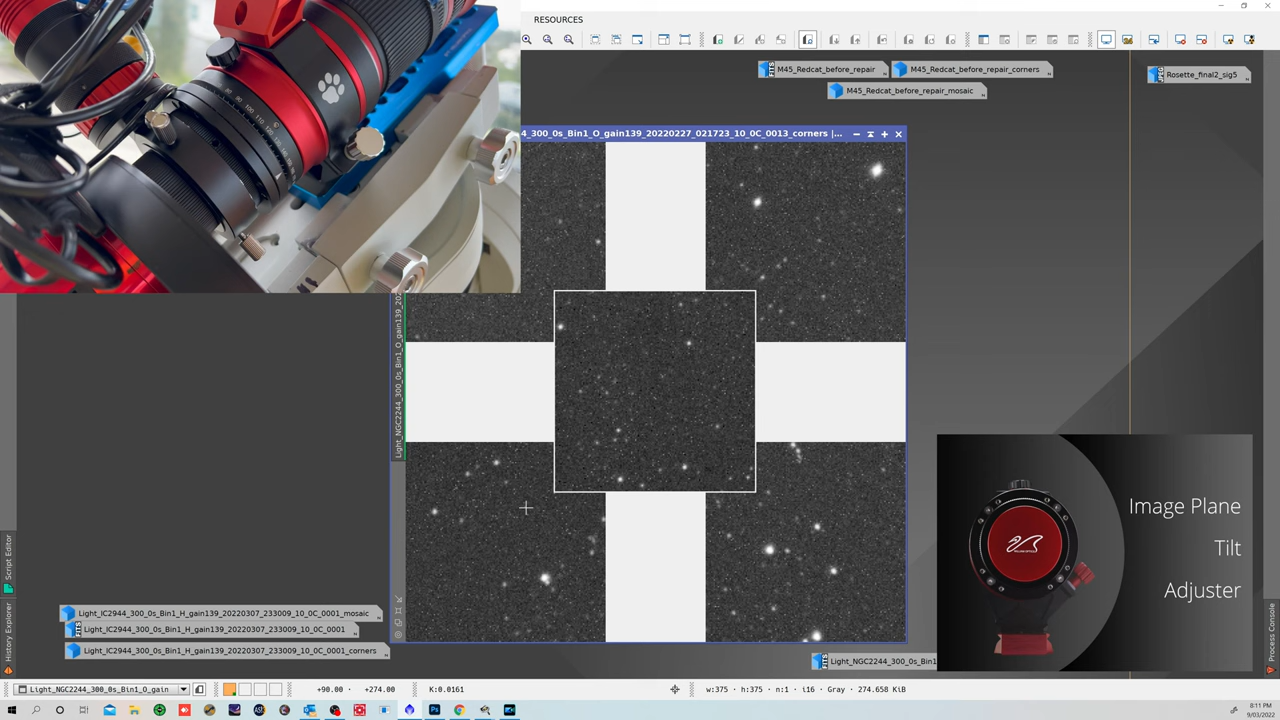 RESOURCES
M45_Redcat_before_repair
M45_Redcat_before_repair_corners
Rosette_final2_sig5
M45_Redcat_before_repair_mosaic
44_300_0s_Bin1_O_gain139_20220227_021723_10_0C_0013_corners |...
Script Editor
History Explorer
Process Console
Image Plane
Tilt
Adjuster
Light_IC2944_300_0s_Bin1_H_gain139_20220307_233009_10_0C_0001_mosaic
Light_IC2944_300_0s_Bin1_H_gain139_20220307_233009_10_0C_0001
Light_IC2944_300_0s_Bin1_H_gain139_20220307_233009_10_0C_0001_corners
Light_NGC2244_300_0s_Bin1
Light_NGC2244_300_0s_Bin1_O_gain
+90.00 · +274.00
K:0.0161
w:375 · h:375 · n:1 · i16 · Gray · 274.658 KiB
8:11 PM
9/03/2022